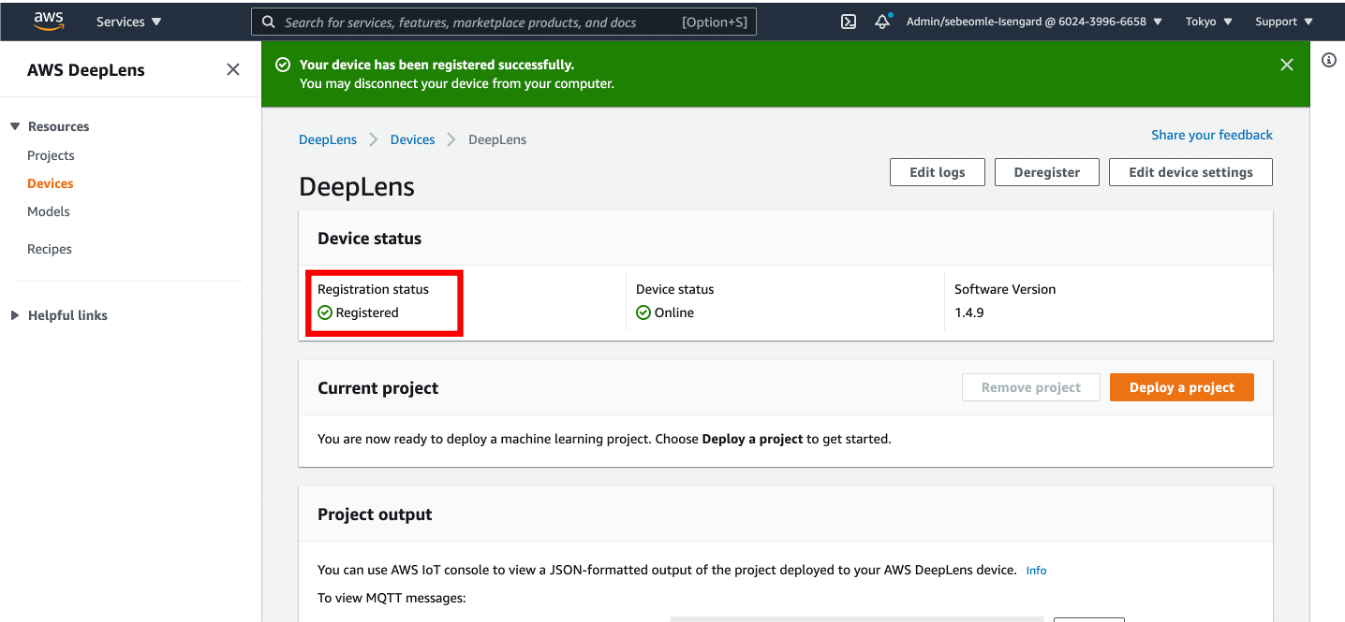 aws
Services
Search for services, features, marketplace products, and docs [Option+S]
Admin/sebeomle-Isengard @ 6024-3996-6658
Tokyo
Support
AWS DeepLens
Your device has been registered successfully.
You may disconnect your device from your computer.
Resources
Projects
Devices
Models
Recipes
Helpful links
DeepLens > Devices > DeepLens
Share your feedback
DeepLens
Edit logs
Deregister
Edit device settings
Device status
Registration status
Registered
Device status
Online
Software Version
1.4.9
Current project
Remove project
Deploy a project
You are now ready to deploy a machine learning project. Choose Deploy a project to get started.
Project output
You can use AWS IoT console to view a JSON-formatted output of the project deployed to your AWS DeepLens device. Info
To view MQTT messages: